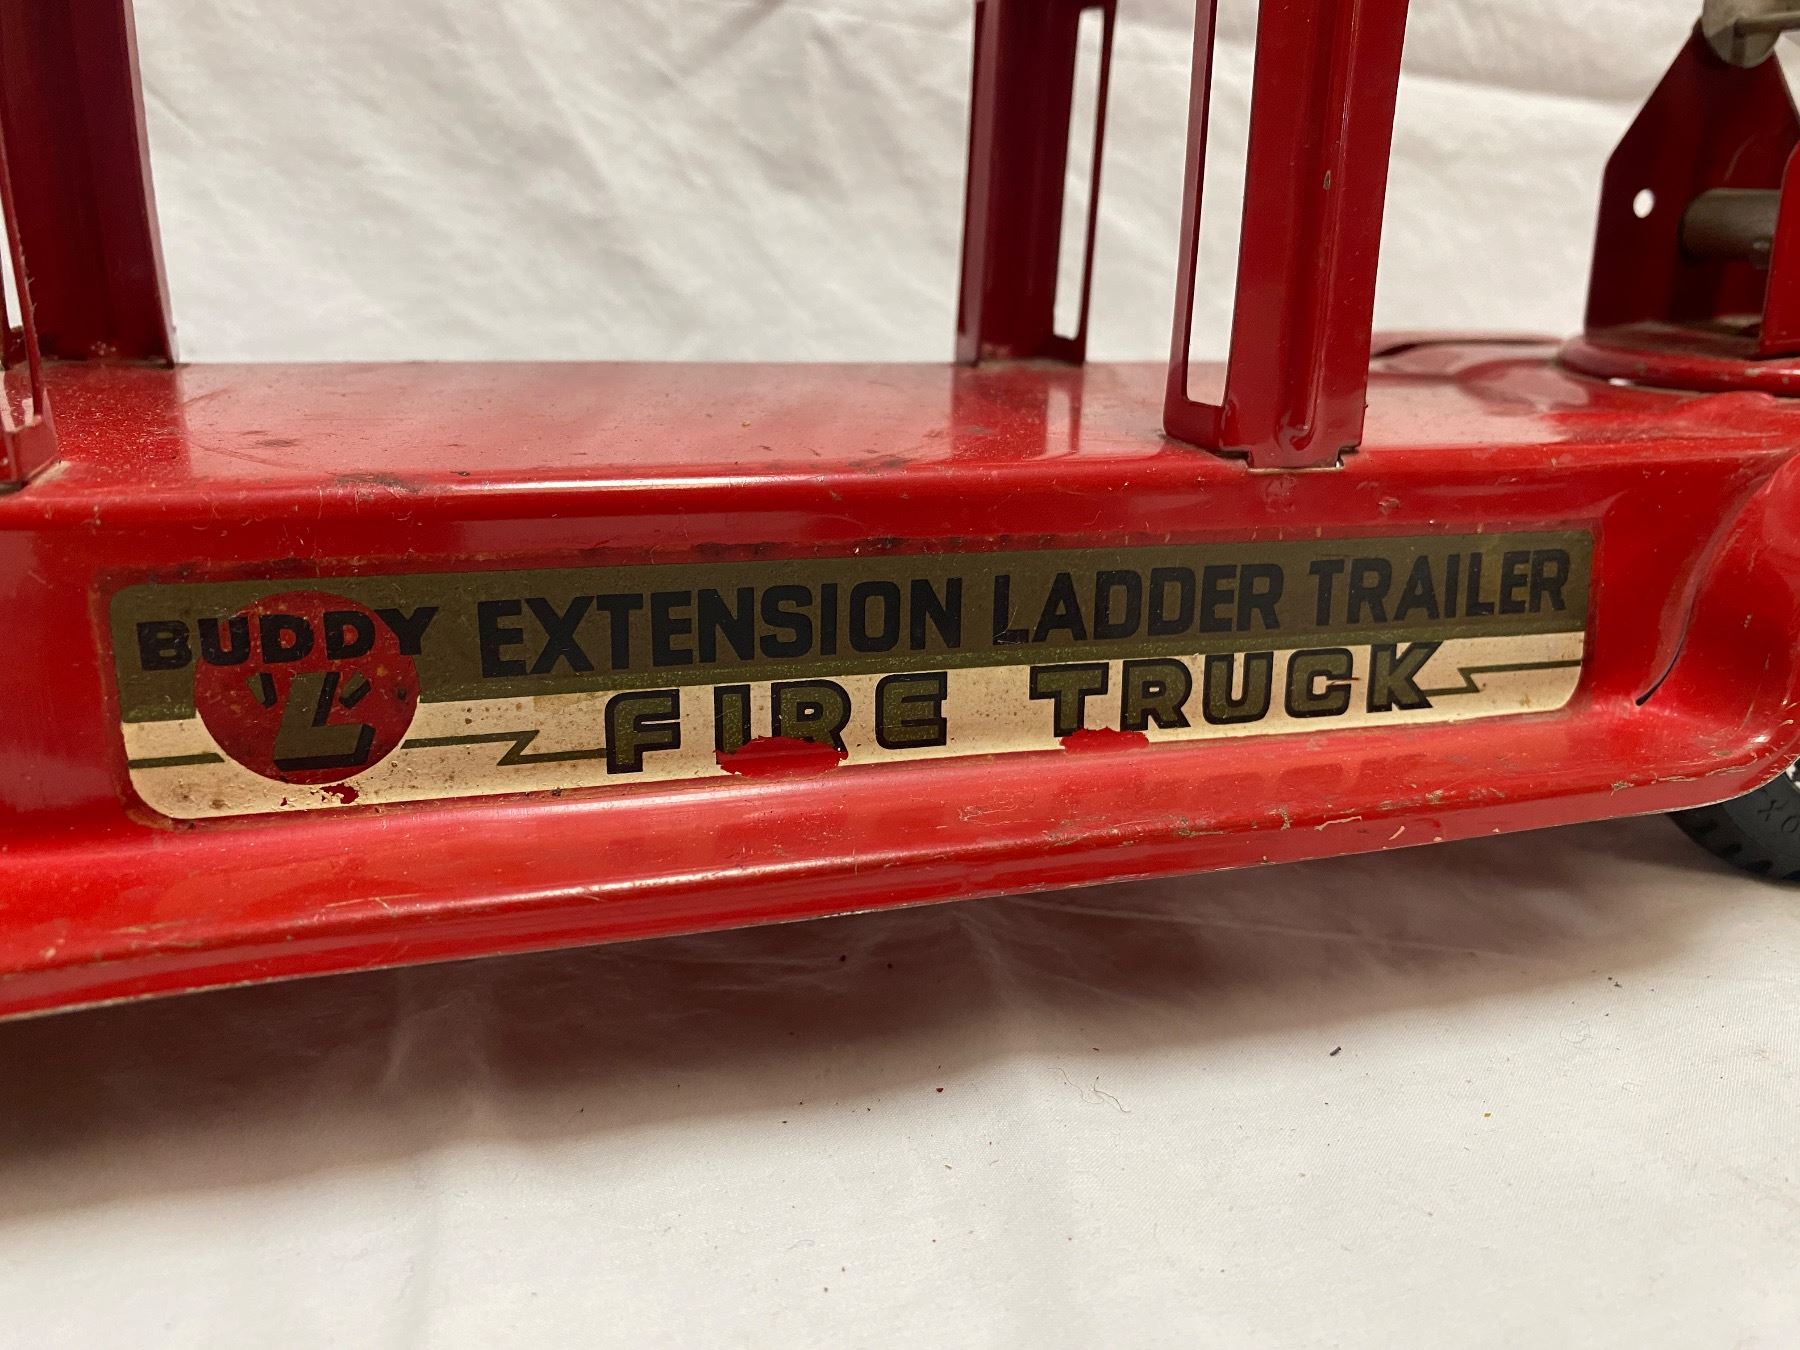 BUDDY "L" EXTENSION LADDER TRAILER
FIRE TRUCK